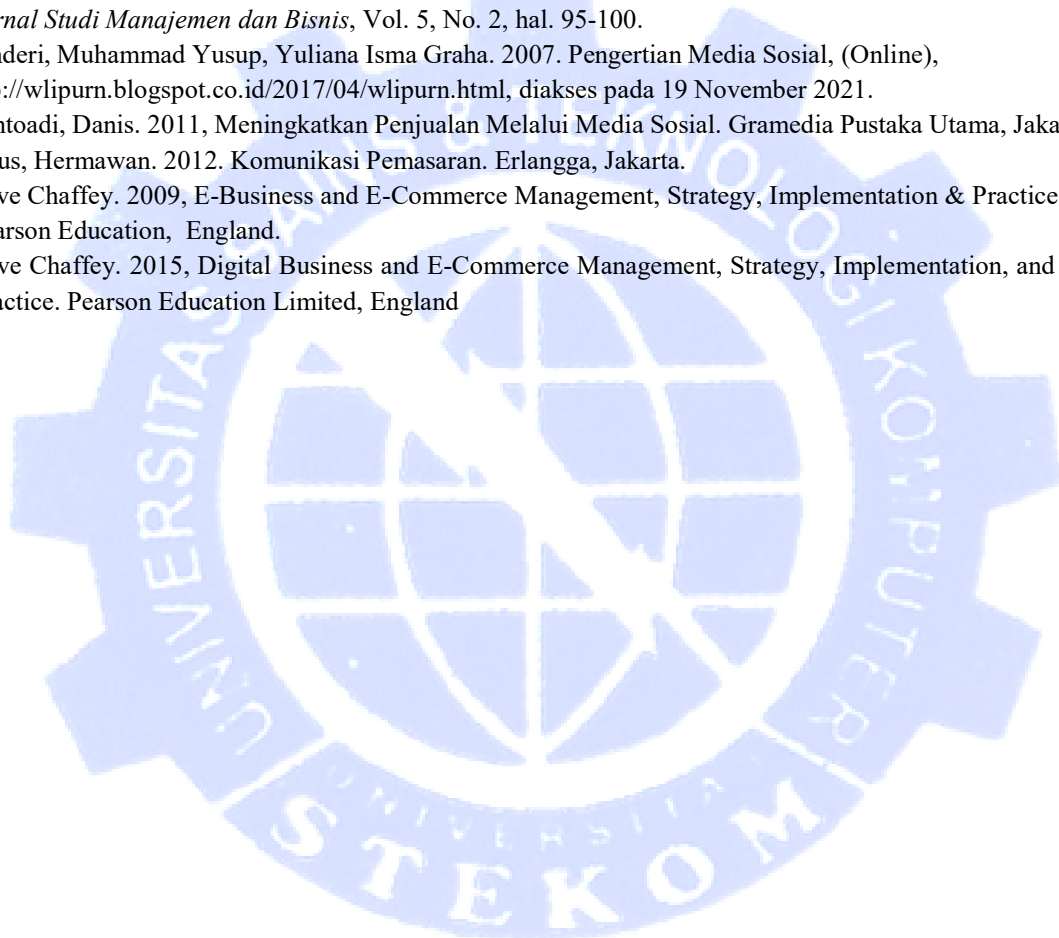 rnal Studi Manajemen dan Bisnis, Vol. 5, No. 2, hal. 95-100.
nderi, Muhammad Yusup, Yuliana Isma Graha. 2007. Pengertian Media Sosial, (Online),
://wlipurn.blogspot.co.id/2017/04/wlipurn.html, diakses pada 19 November 2021.
ntoadi, Danis. 2011, Meningkatkan Penjualan Melalui Media Sosial. Gramedia Pustaka Utama, Jaka
us, Hermawan. 2012. Komunikasi Pemasaran. Erlangga, Jakarta.
ve Chaffey. 2009, E-Business and E-Commerce Management, Strategy, Implementation & Practice
arson Education, England.
ve Chaffey. 2015, Digital Business and E-Commerce Management, Strategy, Implementation, and
actice. Pearson Education Limited, England
UNIVERSITAS SAINS & TEKNOLOGI KOMPUTER
UNIVERSITA
STEKOM